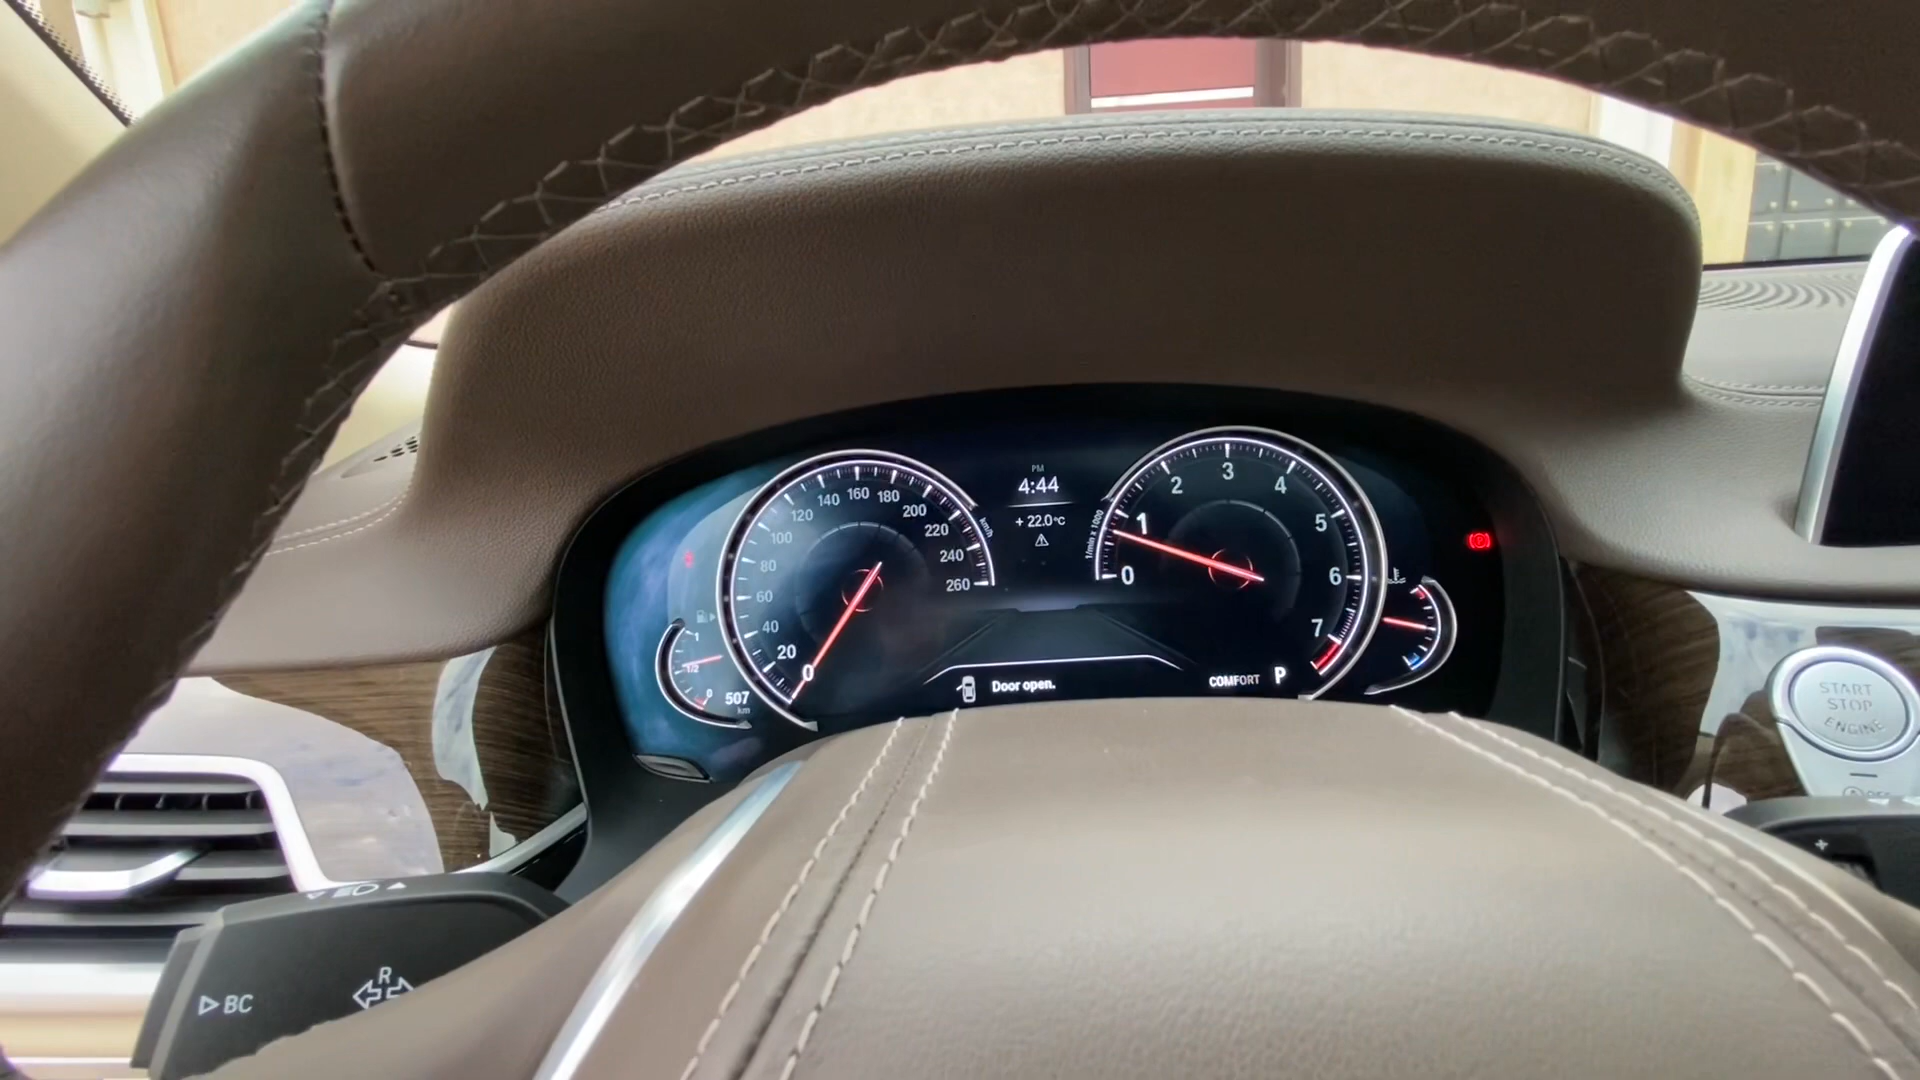 PM
4:44
+ 22.0°C
0
20
40
60
80
100
120
140
160
180
200
220
240
260
km/h
1/min x 1000
0
1
2
3
4
5
6
7
1
1/2
0
507
km
Door open.
COMFORT P
(P)
START
STOP
ENGINE
BC
R
+